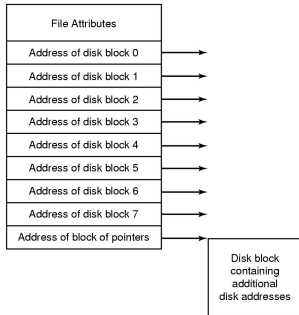 File Attributes
Address of disk block 0
Address of disk block 1
Address of disk block 2
Address of disk block 3
Address of disk block 4
Address of disk block 5
Address of disk block 6
Address of disk block 7
Address of block of pointers
Disk block
containing
additional
disk addresses